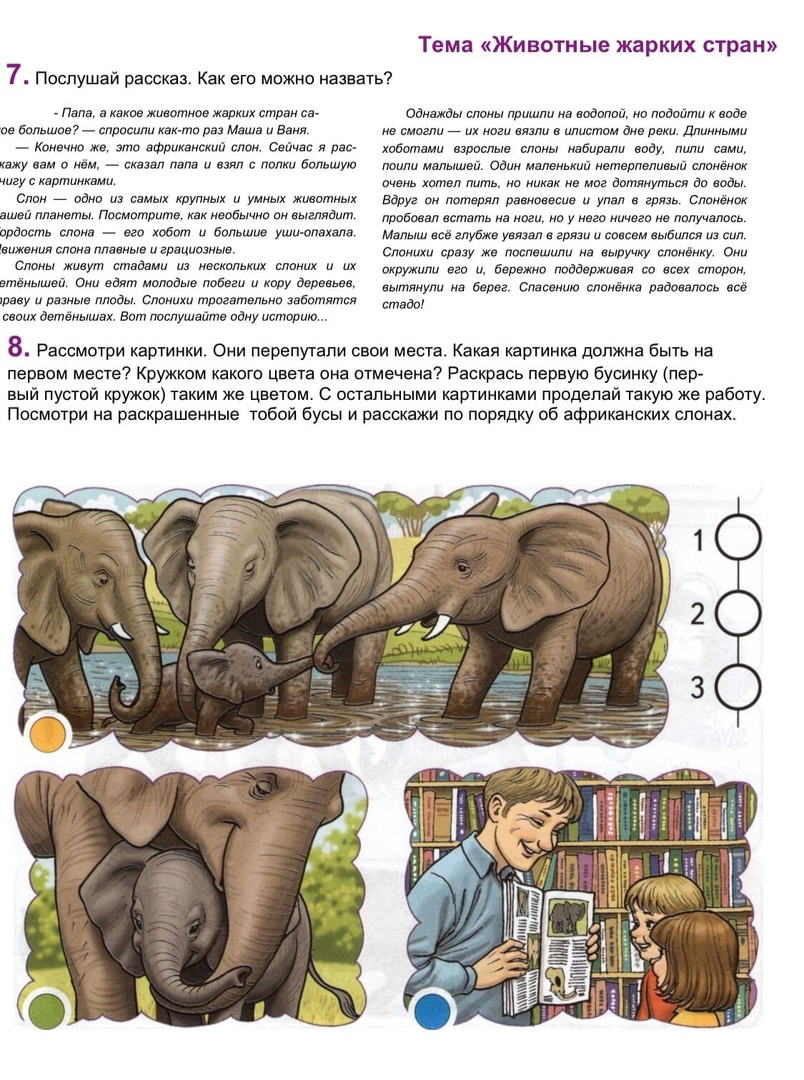 Тема «Животные жарких стран»
7. Послушай рассказ. Как его можно назвать?
- Папа, а какое животное жарких стран са-
ое большое? — спросили как-то раз Маша и Ваня.
— Конечно же, это африканский слон. Сейчас я рас-
кажу вам о нём, — сказал папа и взял с полки большую
нигу с картинками.
Слон — одно из самых крупных и умных животных
ашей планеты. Посмотрите, как необычно он выглядит.
ордость слона — его хобот и большие уши-опахала.
Движения слона плавные и грациозные.
Слоны живут стадами из нескольких слоних и их
етёнышей. Они едят молодые побеги и кору деревьев,
траву и разные плоды. Слонихи трогательно заботятся
своих детёнышах. Вот послушайте одну историю...
Однажды слоны пришли на водопой, но подойти к воде
не смогли — их ноги вязли в илистом дне реки. Длинными
хоботами взрослые слоны набирали воду, пили сами,
поили малышей. Один маленький нетерпеливый слонёнок
очень хотел пить, но никак не мог дотянуться до воды.
Вдруг он потерял равновесие и упал в грязь. Слонёнок
пробовал встать на ноги, но у него ничего не получалось.
Малыш всё глубже увязал в грязи и совсем выбился из сил.
Слонихи сразу же поспешили на выручку слонёнку. Они
окружили его и, бережно поддерживая со всех сторон,
вытянули на берег. Спасению слонёнка радовалось всё
стадо!
8. Рассмотри картинки. Они перепутали свои места. Какая картинка должна быть на
первом месте? Кружком какого цвета она отмечена? Раскрась первую бусинку (пер-
вый пустой кружок) таким же цветом. С остальными картинками проделай такую же работу.
Посмотри на раскрашенные тобой бусы и расскажи по порядку об африканских слонах.
1
2
3